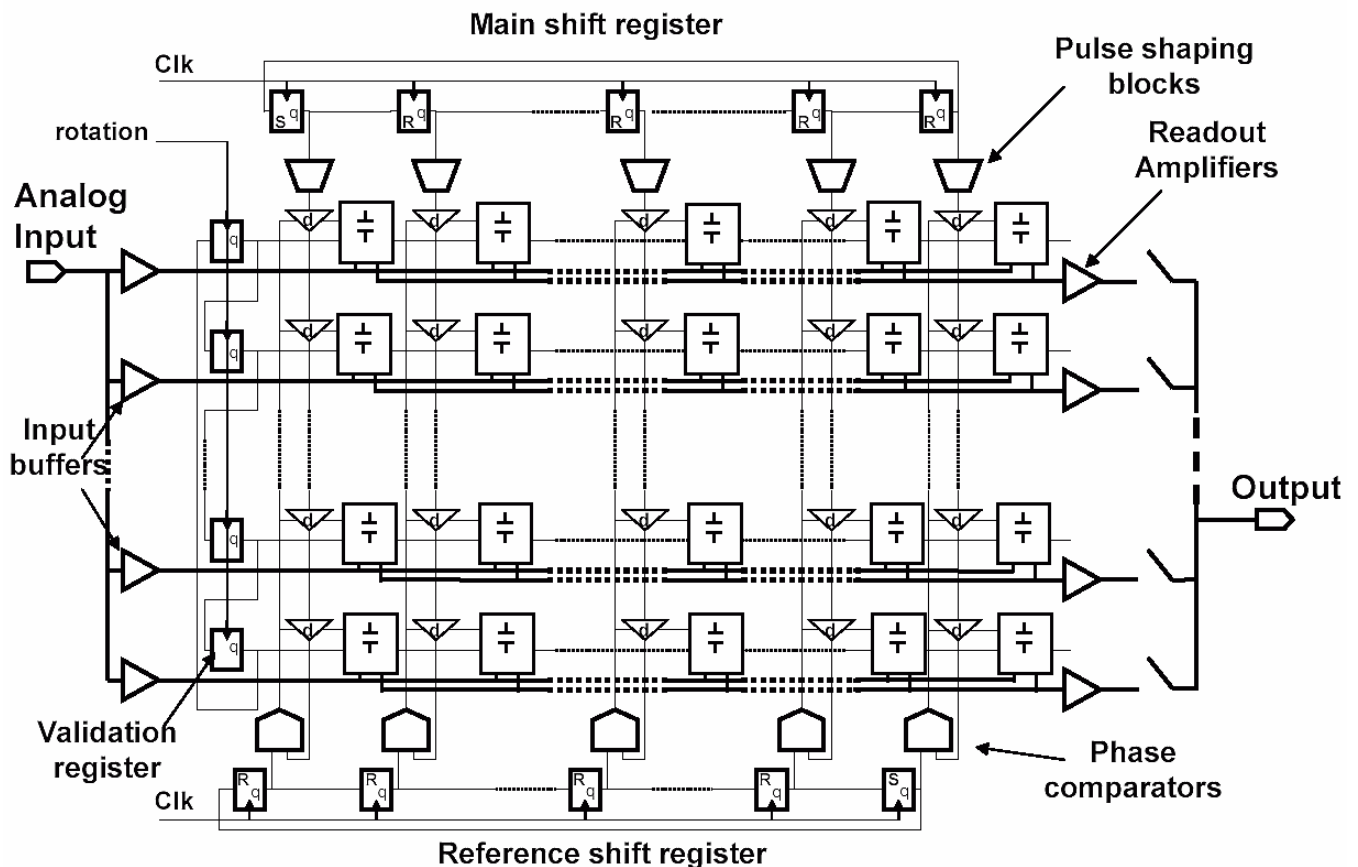 Main shift register
Clk
Pulse shaping
blocks
S q
R q
R q
R q
R q
rotation
Readout
Amplifiers
Analog
Input
d d d d d
q
d d d d d
q
Input
buffers
Output
d d d d d
q
d d d d d
q
Validation
register
Phase
comparators
R q
R q
R q
R q
S q
Clk
Reference shift register